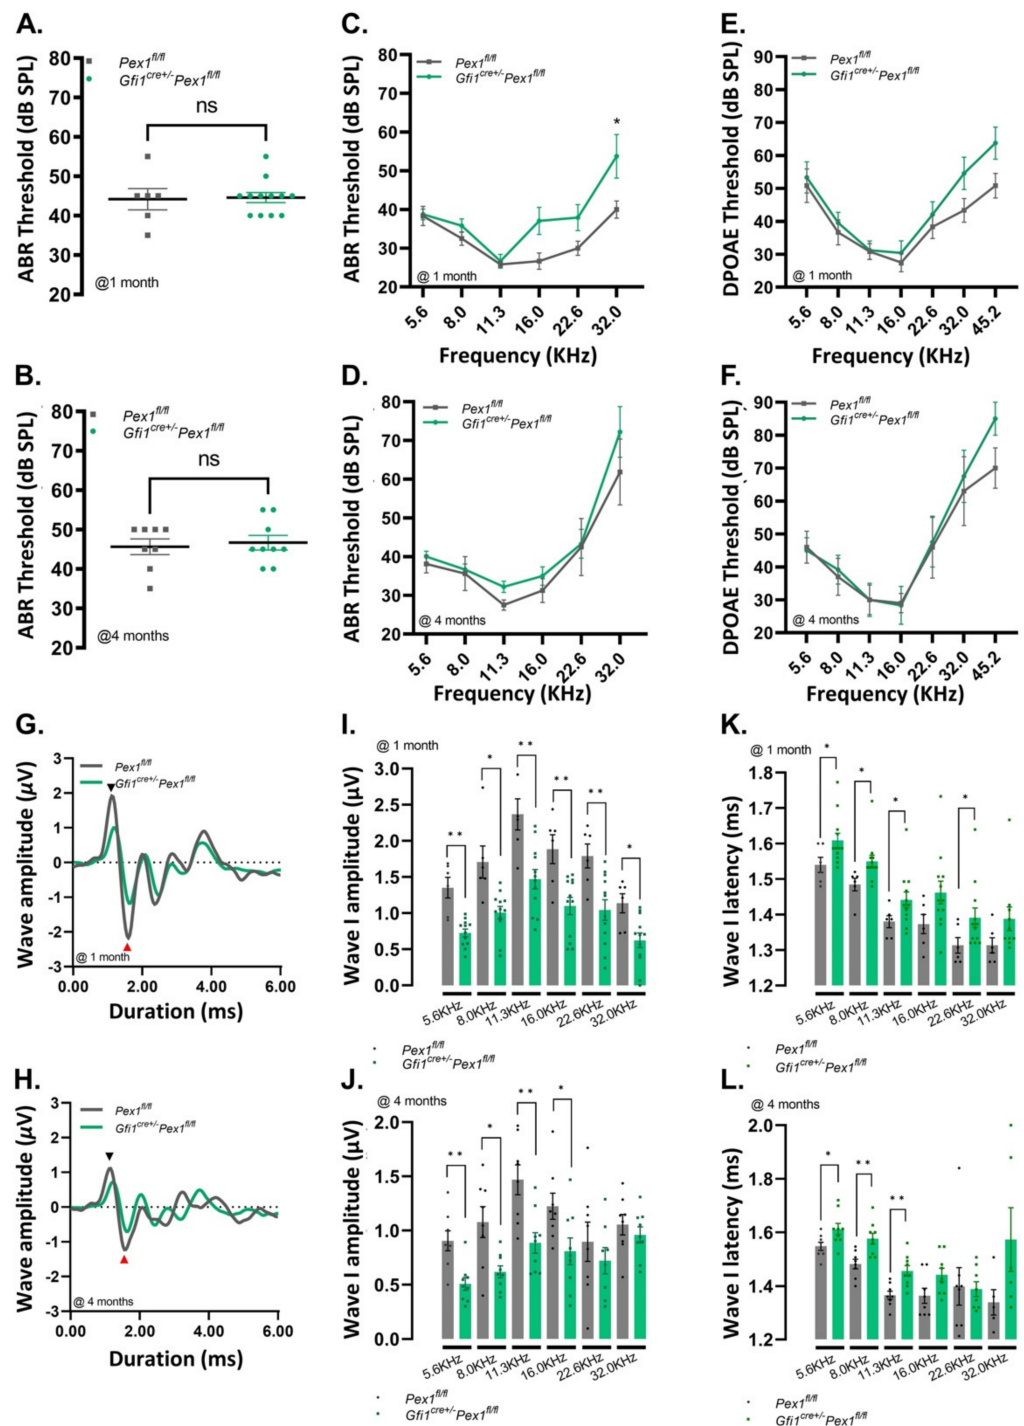 A.
ABR Threshold (dB SPL)
80
70
60
50
40
30
20
Pex1fl/fl
Gfi1cre+/-Pex1fl/fl
ns
@1 month
C.
ABR Threshold (dB SPL)
80
70
60
50
40
30
20
Pex1fl/fl
Gfi1cre+/-Pex1fl/fl
*
@ 1 month
5.6 8.0 11.3 16.0 22.6 32.0
Frequency (KHz)
E.
DPOAE Threshold (dB SPL)
90
80
70
60
50
40
30
20
Pex1fl/fl
Gfi1cre+/-Pex1fl/fl
@ 1 month
5.6 8.0 11.3 16.0 22.6 32.0 45.2
Frequency (KHz)
B.
ABR Threshold (dB SPL)
80
70
60
50
40
30
20
Pex1fl/fl
Gfi1cre+/-Pex1fl/fl
ns
@4 months
D.
ABR Threshold (dB SPL)
80
70
60
50
40
30
20
Pex1fl/fl
Gfi1cre+/-Pex1fl/fl
@ 4 months
5.6 8.0 11.3 16.0 22.6 32.0
Frequency (KHz)
F.
DPOAE Threshold (dB SPL)
90
80
70
60
50
40
30
20
Pex1fl/fl
Gfi1cre+/-Pex1fl/fl
@ 4 months
5.6 8.0 11.3 16.0 22.6 32.0 45.2
Frequency (KHz)
G.
Wave amplitude (μV)
3
2
1
0
-1
-2
-3
Pex1fl/fl
Gfi1cre+/-Pex1fl/fl
@ 1 month
0.00 2.00 4.00 6.00
Duration (ms)
I.
@ 1 month
Wave I amplitude (μV)
3.0
2.5
2.0
1.5
1.0
0.5
0.0
** * ** ** ** *
5.6KHz 8.0KHz 11.3KHz 16.0KHz 22.6KHz 32.0KHz
Pex1fl/fl
Gfi1cre+/-Pex1fl/fl
K.
@ 1 month
Wave I latency (ms)
1.8
1.7
1.6
1.5
1.4
1.3
1.2
* * * *
5.6KHz 8.0KHz 11.3KHz 16.0KHz 22.6KHz 32.0KHz
Pex1fl/fl
Gfi1cre+/-Pex1fl/fl
H.
Wave amplitude (μV)
3
2
1
0
-1
-2
-3
Pex1fl/fl
Gfi1cre+/-Pex1fl/fl
@ 4 months
0.00 2.00 4.00 6.00
Duration (ms)
J.
@ 4 months
Wave I amplitude (μV)
2.0
1.5
1.0
0.5
0.0
** * ** *
5.6KHz 8.0KHz 11.3KHz 16.0KHz 22.6KHz 32.0KHz
Pex1fl/fl
Gfi1cre+/-Pex1fl/fl
L.
@ 4 months
Wave I latency (ms)
2.0
1.8
1.6
1.4
1.2
* ** **
5.6KHz 8.0KHz 11.3KHz 16.0KHz 22.6KHz 32.0KHz
Pex1fl/fl
Gfi1cre+/-Pex1fl/fl